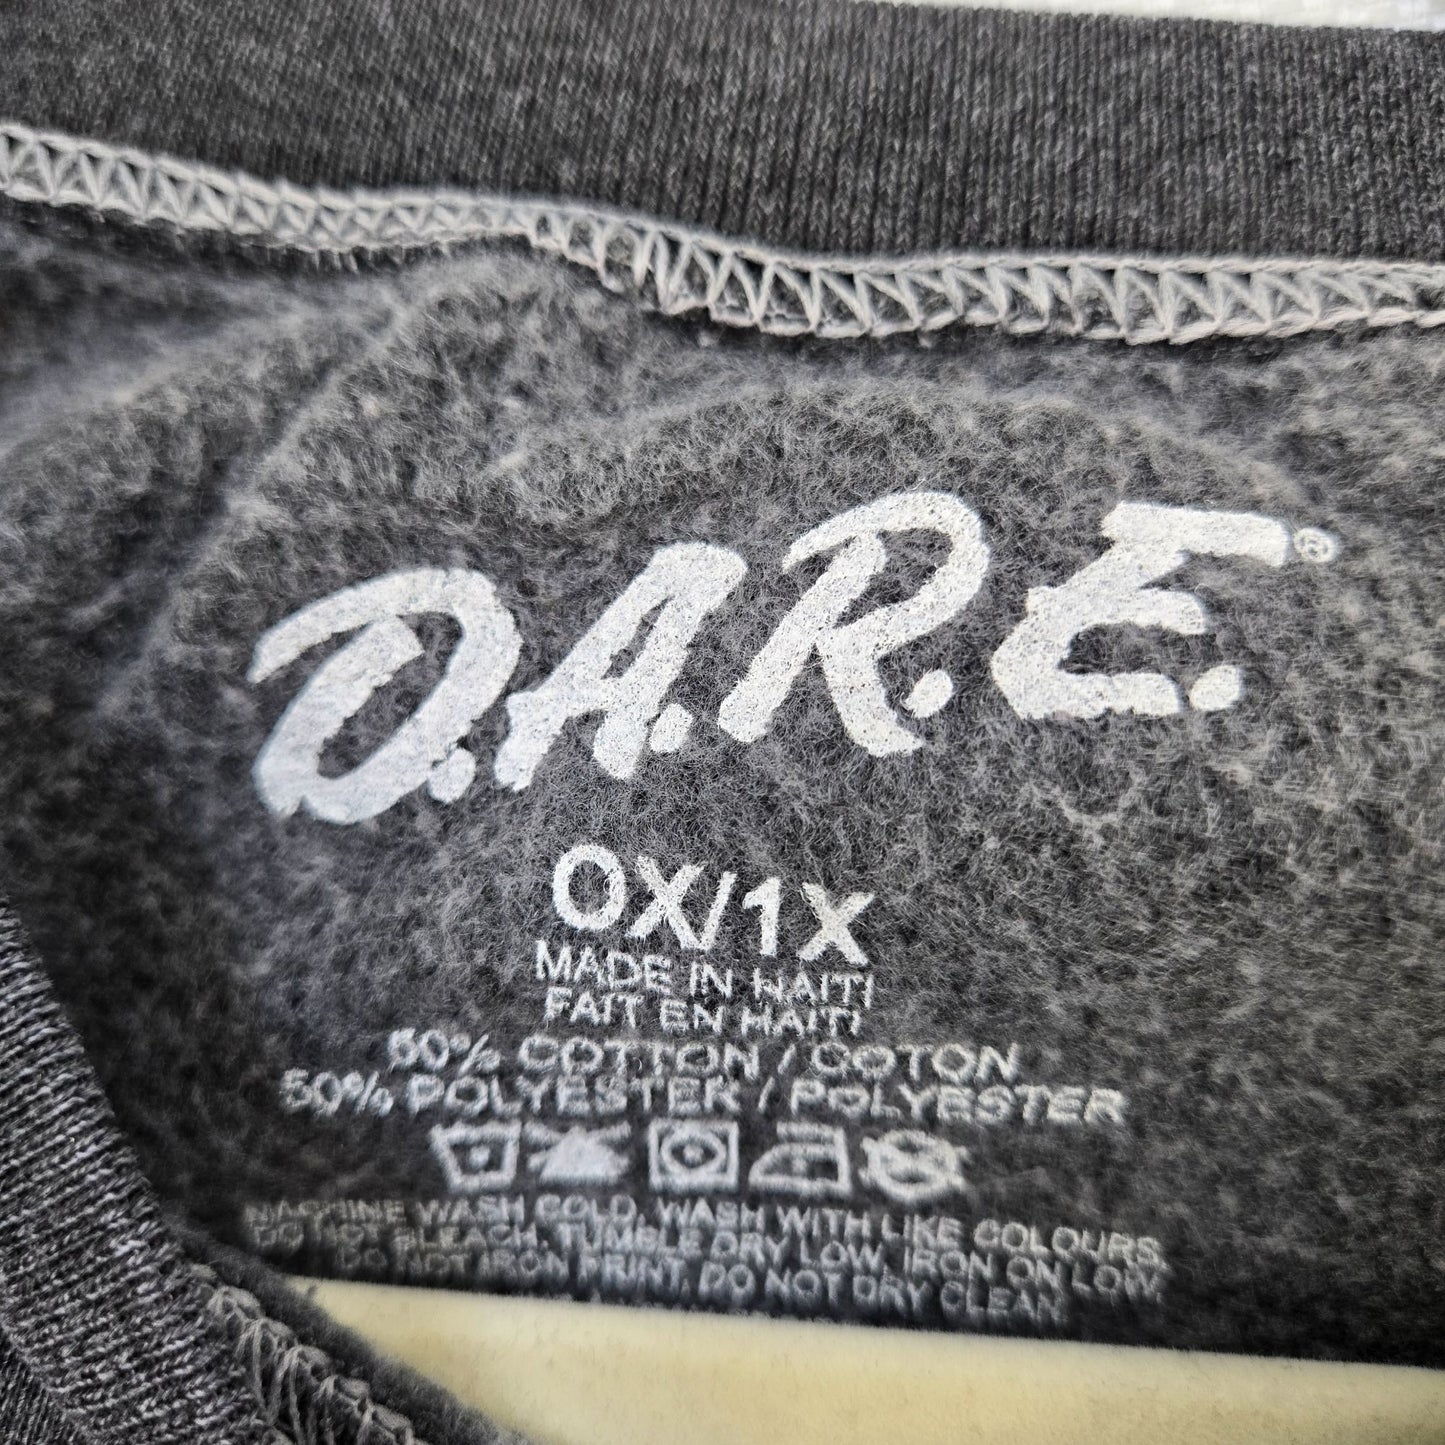 D.A.R.E.®
0X/1X
MADE IN HAITI
FAIT EN HAITI
50% COTTON / COTON
50% POLYESTER / POLYESTER
MACHINE WASH COLD, WASH WITH LIKE COLOURS,
DO NOT BLEACH. TUMBLE DRY LOW, IRON ON LOW,
DO NOT IRON PRINT, DO NOT DRY CLEAN